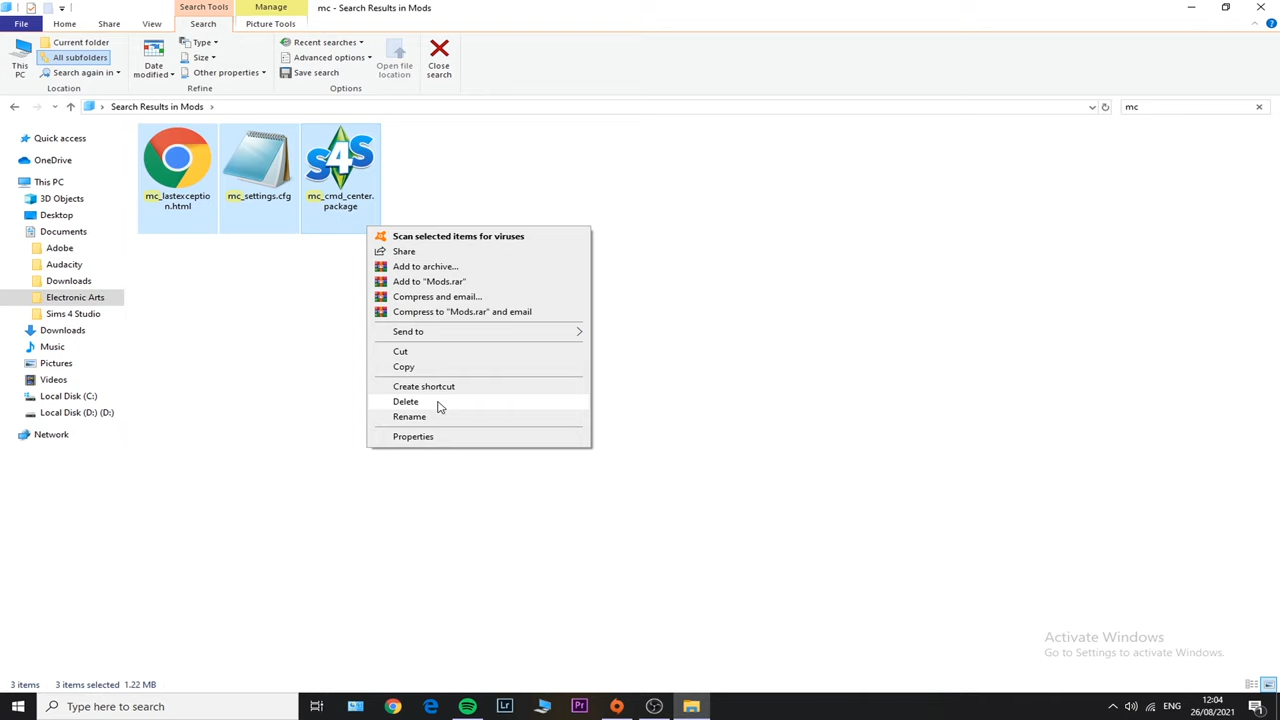 Search Tools
Manage
mc - Search Results in Mods
File
Home
Share
View
Search
Picture Tools
This PC
Current folder
All subfolders
Search again in
Location
Date modified
Type
Size
Other properties
Refine
Recent searches
Advanced options
Save search
Open file location
Options
Close search
Search Results in Mods
mc
Quick access
OneDrive
This PC
3D Objects
Desktop
Documents
Adobe
Audacity
Downloads
Electronic Arts
Sims 4 Studio
Downloads
Music
Pictures
Videos
Local Disk (C:)
Local Disk (D:) (D:)
Network
S4S
mc_lastexceptio
n.html
mc_settings.cfg
mc_cmd_center.
package
Scan selected items for viruses
Share
Add to archive...
Add to "Mods.rar"
Compress and email...
Compress to "Mods.rar" and email
Send to
Cut
Copy
Create shortcut
Delete
Rename
Properties
Activate Windows
Go to Settings to activate Windows.
3 items
3 items selected 1.22 MB
Type here to search
Lr
Pr
ENG
12:04
26/08/2021